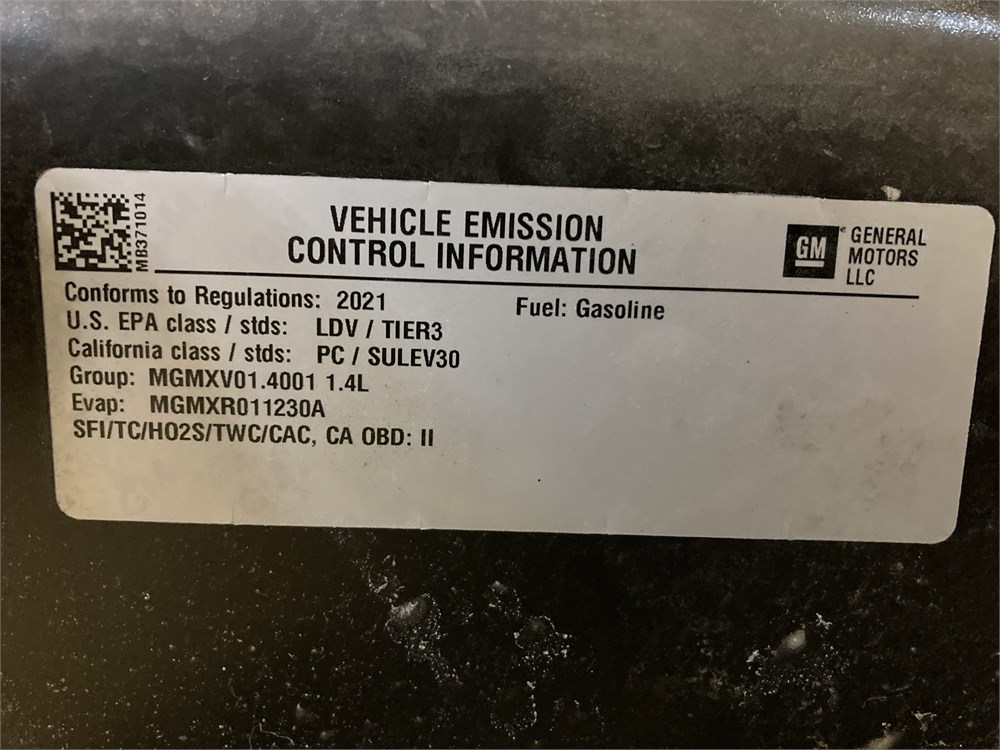 MB371014
VEHICLE EMISSION
CONTROL INFORMATION
GM
GENERAL
MOTORS
LLC
Conforms to Regulations: 2021
Fuel: Gasoline
U.S. EPA class / stds: LDV / TIER3
California class / stds: PC / SULEV30
Group: MGMXV01.4001 1.4L
Evap: MGMXR011230A
SFI/TC/HO2S/TWC/CAC, CA OBD: II